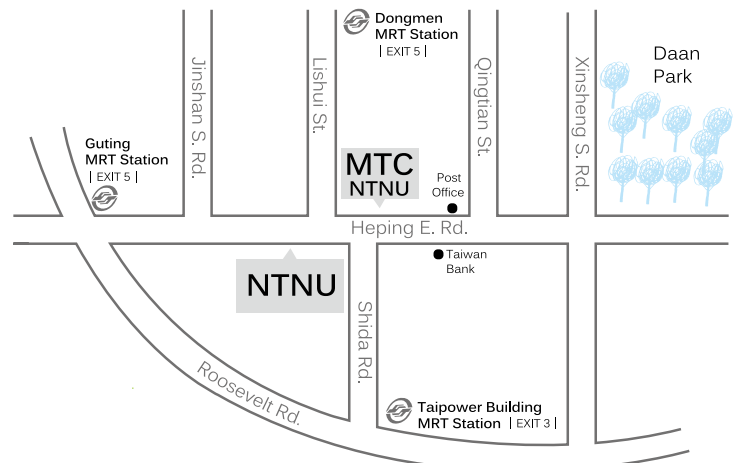 Dongmen
MRT Station
| EXIT 5 |
Jinshan S. Rd.
Lishui St.
Qingtian St.
Xinsheng S. Rd.
Daan
Park
Guting
MRT Station
| EXIT 5 |
MTC
NTNU
Post
Office
Heping E. Rd.
Taiwan
Bank
NTNU
Shida Rd.
Roosevelt Rd.
Taipower Building
MRT Station | EXIT 3 |